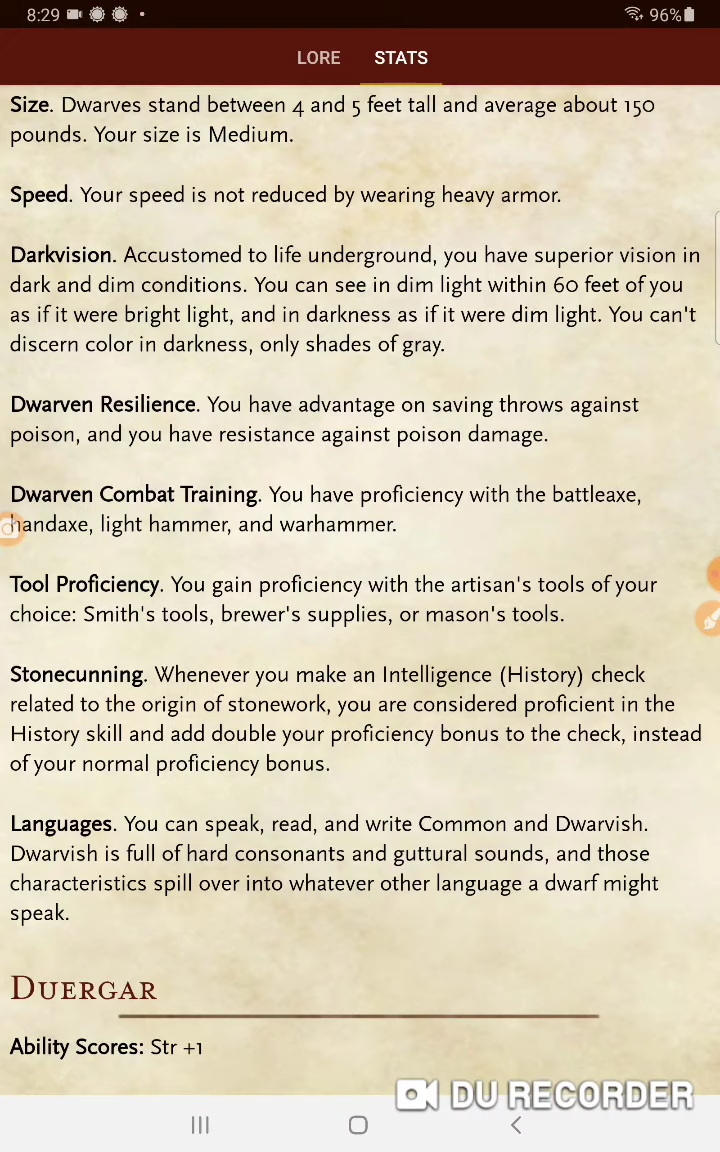 8:29
96%
LORE STATS
Size. Dwarves stand between 4 and 5 feet tall and average about 150
pounds. Your size is Medium.
Speed. Your speed is not reduced by wearing heavy armor.
Darkvision. Accustomed to life underground, you have superior vision in
dark and dim conditions. You can see in dim light within 60 feet of you
as if it were bright light, and in darkness as if it were dim light. You can't
discern color in darkness, only shades of gray.
Dwarven Resilience. You have advantage on saving throws against
poison, and you have resistance against poison damage.
Dwarven Combat Training. You have proficiency with the battleaxe,
handaxe, light hammer, and warhammer.
Tool Proficiency. You gain proficiency with the artisan's tools of your
choice: Smith's tools, brewer's supplies, or mason's tools.
Stonecunning. Whenever you make an Intelligence (History) check
related to the origin of stonework, you are considered proficient in the
History skill and add double your proficiency bonus to the check, instead
of your normal proficiency bonus.
Languages. You can speak, read, and write Common and Dwarvish.
Dwarvish is full of hard consonants and guttural sounds, and those
characteristics spill over into whatever other language a dwarf might
speak.
DUERGAR
Ability Scores: Str +1
DU RECORDER